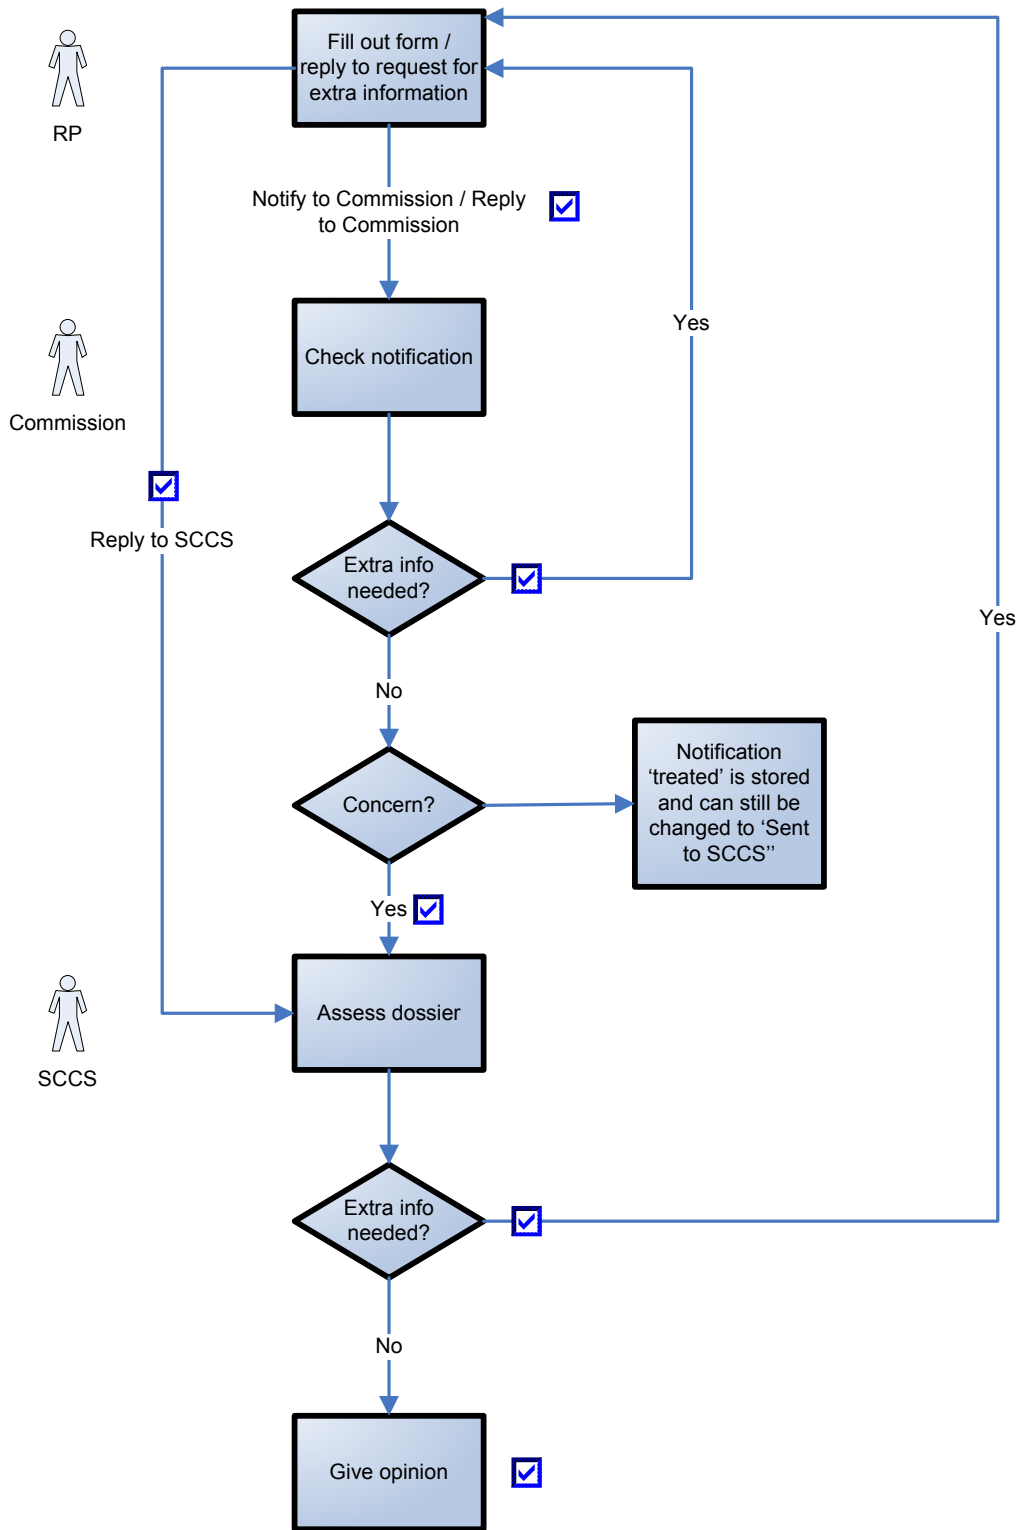 Fill out form /
reply to request for
extra information
RP
Notify to Commission / Reply
to Commission
Yes
Check notification
Commission
Reply to SCCS
Extra info
needed?
Yes
No
Notification
‘treated’ is stored
and can still be
changed to ‘Sent
to SCCS’’
Concern?
Yes
Assess dossier
SCCS
Extra info
needed?
No
Give opinion